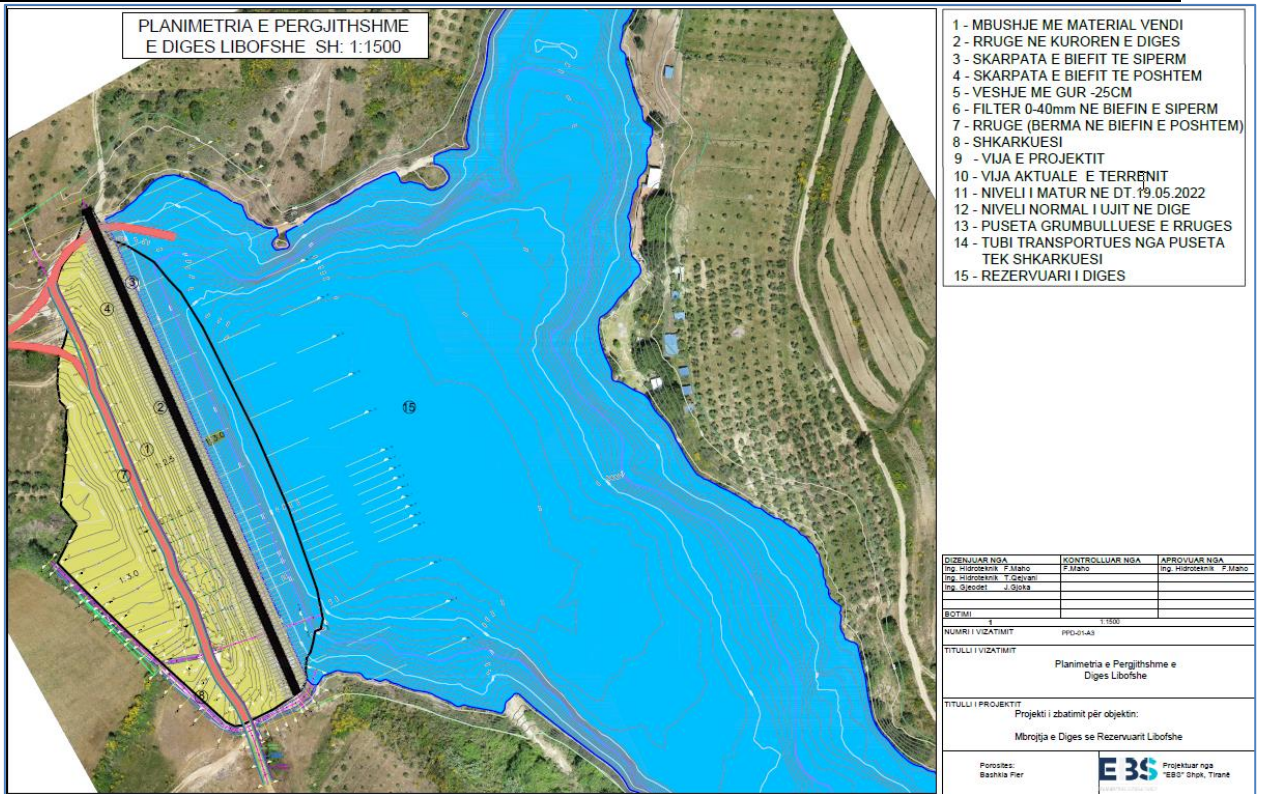 PLANIMETRIA E PERGJITHSHME
E DIGES LIBOFSHE SH: 1:1500
1 - MBUSHJE ME MATERIAL VENDI
2 - RRUGE NE KUROREN E DIGES
3 - SKARPATA E BIEFIT TE SIPERM
4 - SKARPATA E BIEFIT TE POSHTEM
5 - VESHJE ME GUR -25CM
6 - FILTER 0-40mm NE BIEFIN E SIPERM
7 - RRUGE (BERMA NE BIEFIN E POSHTEM)
8 - SHKARKUESI
9 - VIJA E PROJEKTIT
10 - VIJA AKTUALE E TERRENIT
11 - NIVELI I MATUR NE DT.19.05.2022
12 - NIVELI NORMAL I UJIT NE DIGE
13 - PUSETA GRUMBULLUESE E RRUGES
14 - TUBI TRANSPORTUES NGA PUSETA
TEK SHKARKUESI
15 - REZERVUARI I DIGES
3
4
2
15
1: 3.0
1
1: 2.5
7
1: 3.0
8
DIZENJUAR NGA KONTROLLUAR NGA APROVUAR NGA
Ing. Hidroteknik F.Maho F.Maho Ing. Hidroteknik F.Maho
Ing. Hidroteknik T.Qejvani
Ing. Gjeodet J.Gjoka
BOTIMI
1 1:1500
NUMRI I VIZATIMIT PPD-01-A3
TITULLI I VIZATIMIT
Planimetria e Pergjithshme e
Diges Libofshe
TITULLI I PROJEKTIT
Projekti i zbatimit për objektin:
Mbrojtja e Diges se Rezervuarit Libofshe
Porosites:
Bashkia Fier
EBS
Projektuar nga
"EBS" Shpk, Tiranë